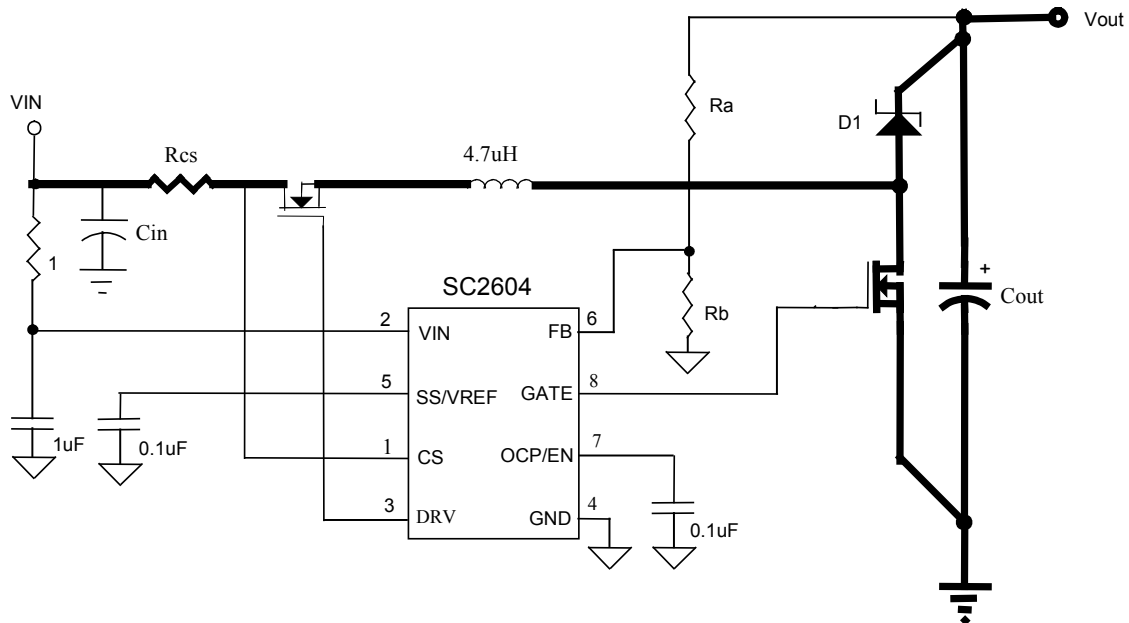 Vout
VIN
Ra
D1
Rcs
4.7uH
Cin
1
SC2604
+
Cout
2
VIN
FB
6
Rb
5
SS/VREF
GATE
8
1uF
0.1uF
1
CS
OCP/EN
7
3
DRV
GND
4
0.1uF